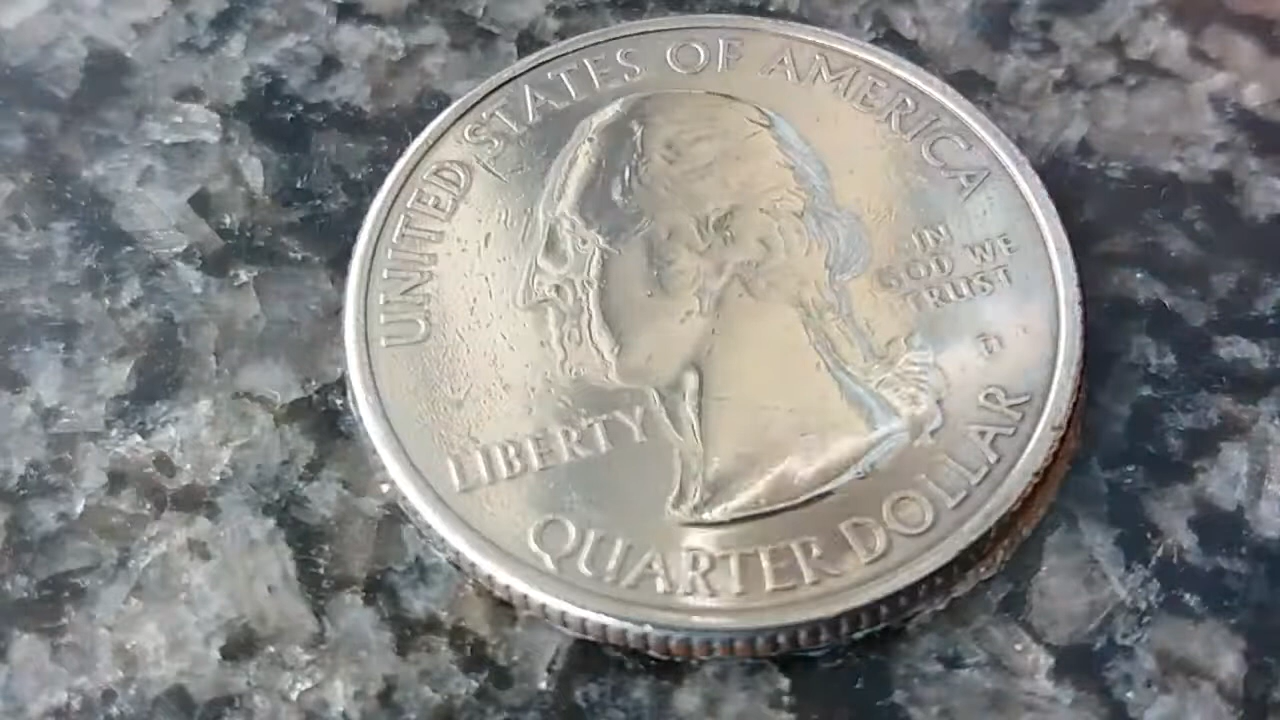 UNITED STATES OF AMERICA
IN
GOD WE
TRUST
LIBERTY
QUARTER DOLLAR